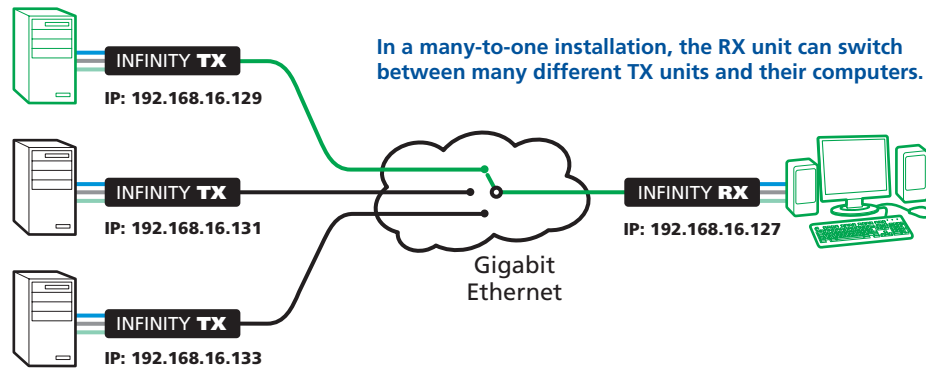 In a many-to-one installation, the RX unit can switch
between many different TX units and their computers.
INFINITY TX
IP: 192.168.16.129
INFINITY TX
IP: 192.168.16.131
INFINITY TX
IP: 192.168.16.133
Gigabit
Ethernet
INFINITY RX
IP: 192.168.16.127